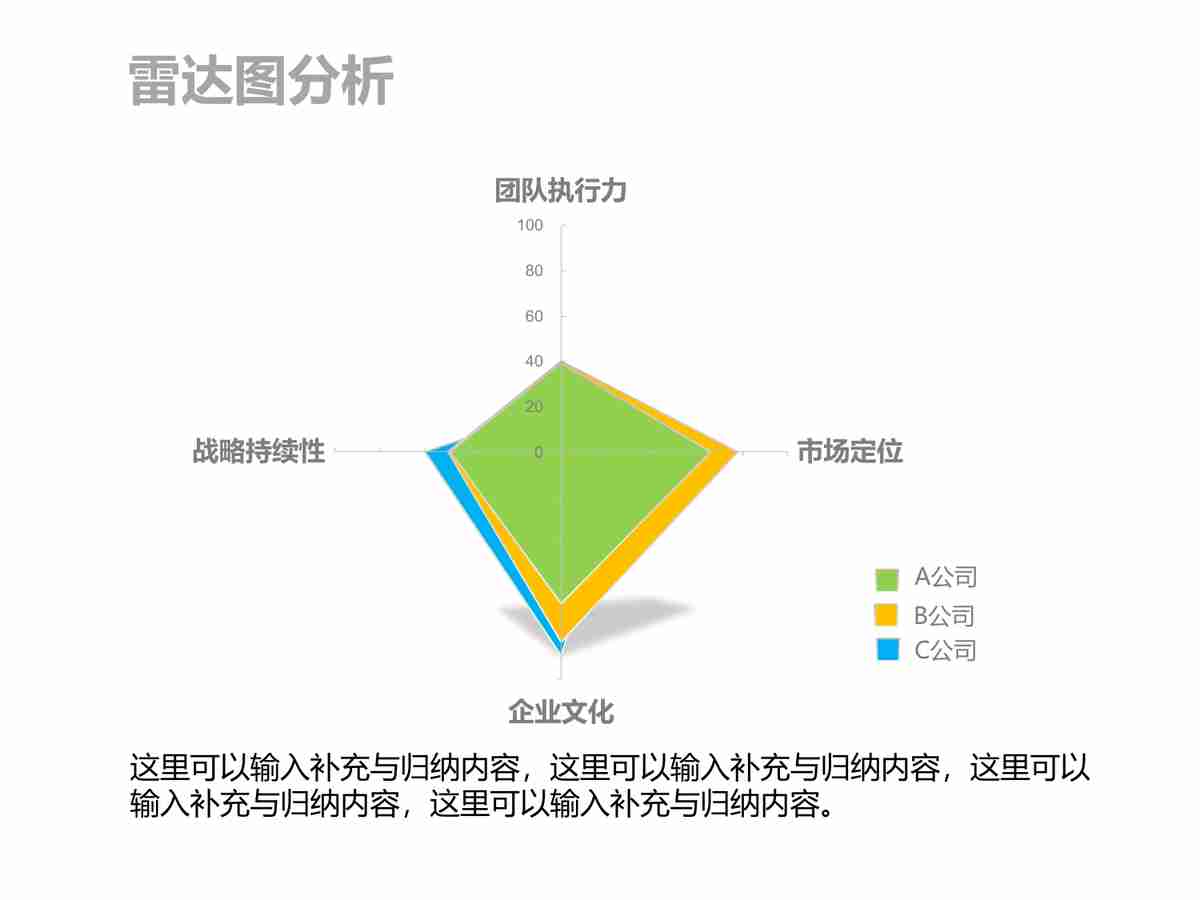 雷达图分析
团队执行力
100
80
60
40
20
0
战略持续性
市场定位
A公司
B公司
C公司
企业文化
这里可以输入补充与归纳内容，这里可以输入补充与归纳内容，这里可以
输入补充与归纳内容，这里可以输入补充与归纳内容。